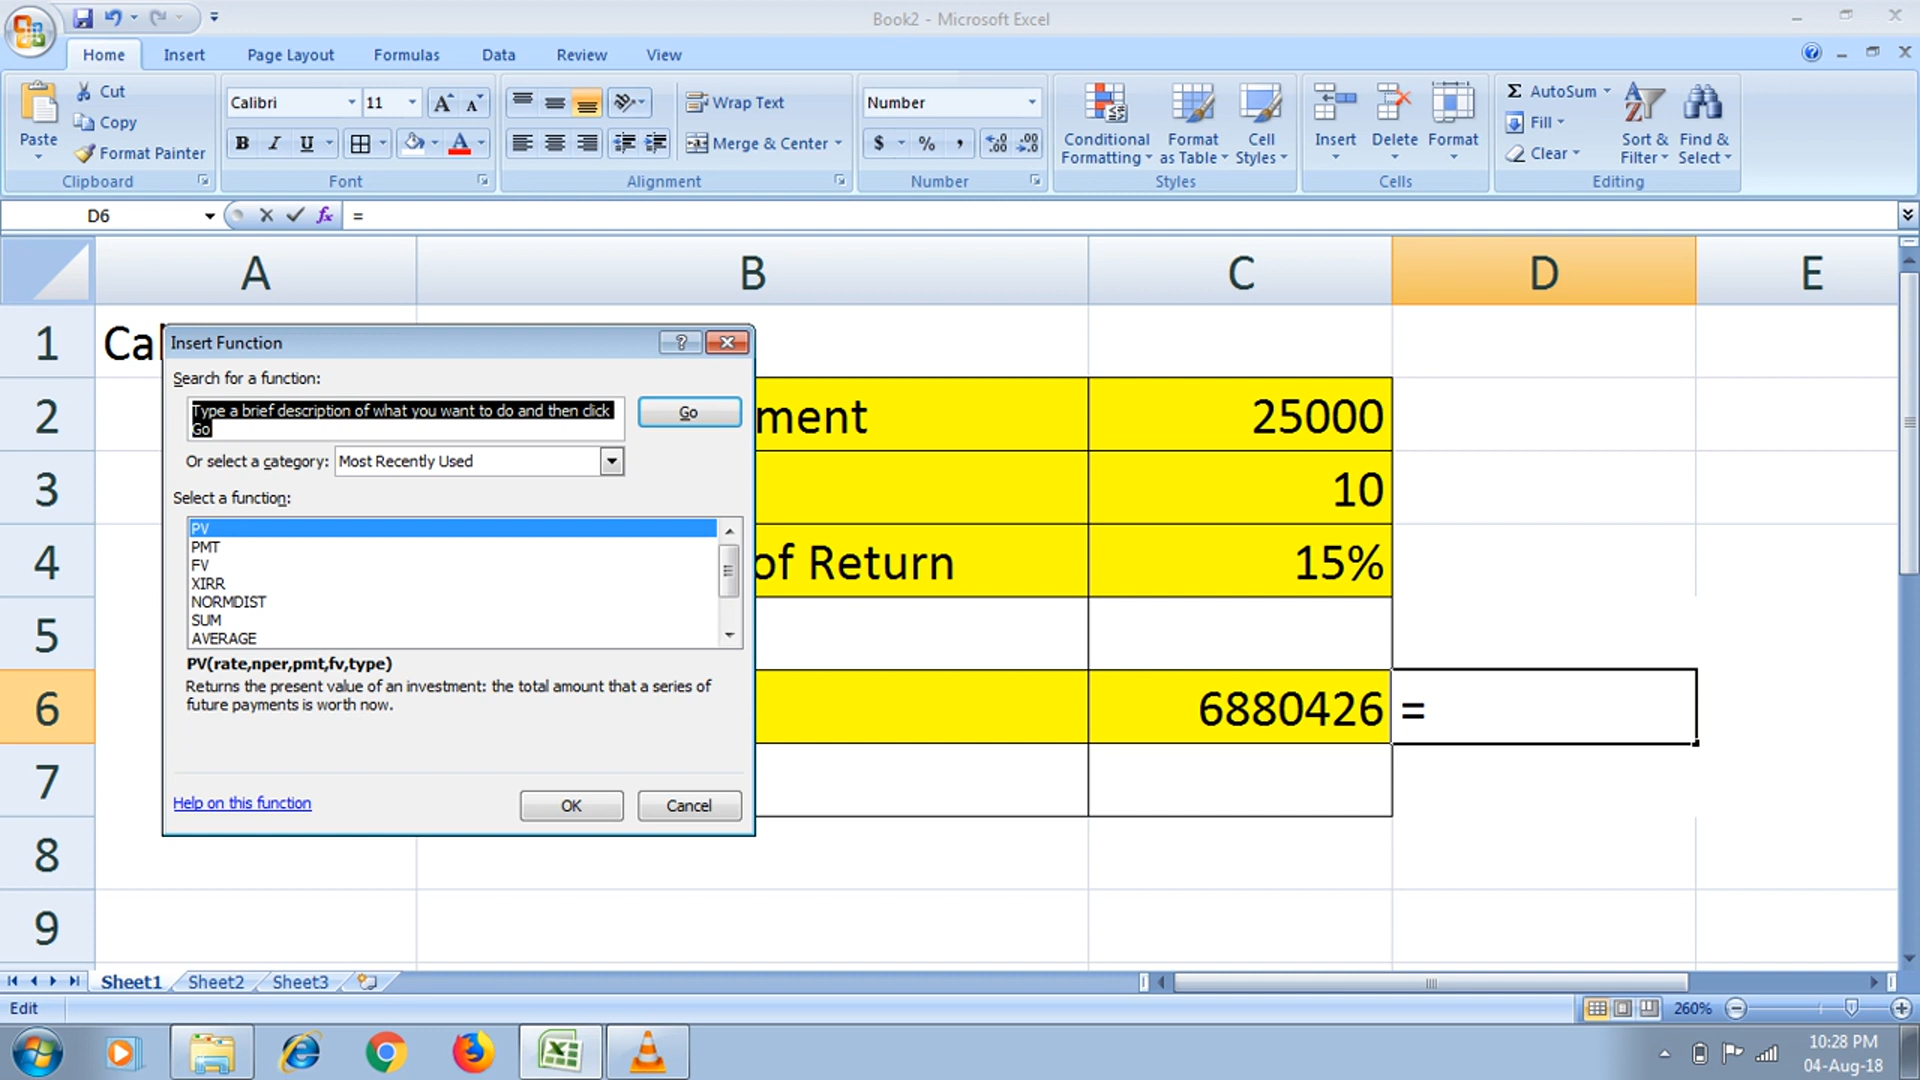 Book2 - Microsoft Excel
Home Insert Page Layout Formulas Data Review View
Paste
Cut
Copy
Format Painter
Clipboard
Calibri 11
B I U
Font
Wrap Text
Merge & Center
Alignment
Number
$ % ,
Number
Conditional Formatting
Format as Table
Cell Styles
Styles
Insert Delete Format
Cells
AutoSum
Fill
Clear
Sort & Filter
Find & Select
Editing
D6 fx =
A B C D E
1 Cal
2 ment 25000
3 10
4 of Return 15%
5
6 6880426 =
7
8
9
Insert Function
Search for a function:
Type a brief description of what you want to do and then click
Go
Go
Or select a category: Most Recently Used
Select a function:
PV
PMT
FV
XIRR
NORMDIST
SUM
AVERAGE
PV(rate,nper,pmt,fv,type)
Returns the present value of an investment: the total amount that a series of
future payments is worth now.
Help on this function
OK Cancel
Sheet1 Sheet2 Sheet3
Edit 260%
10:28 PM
04-Aug-18